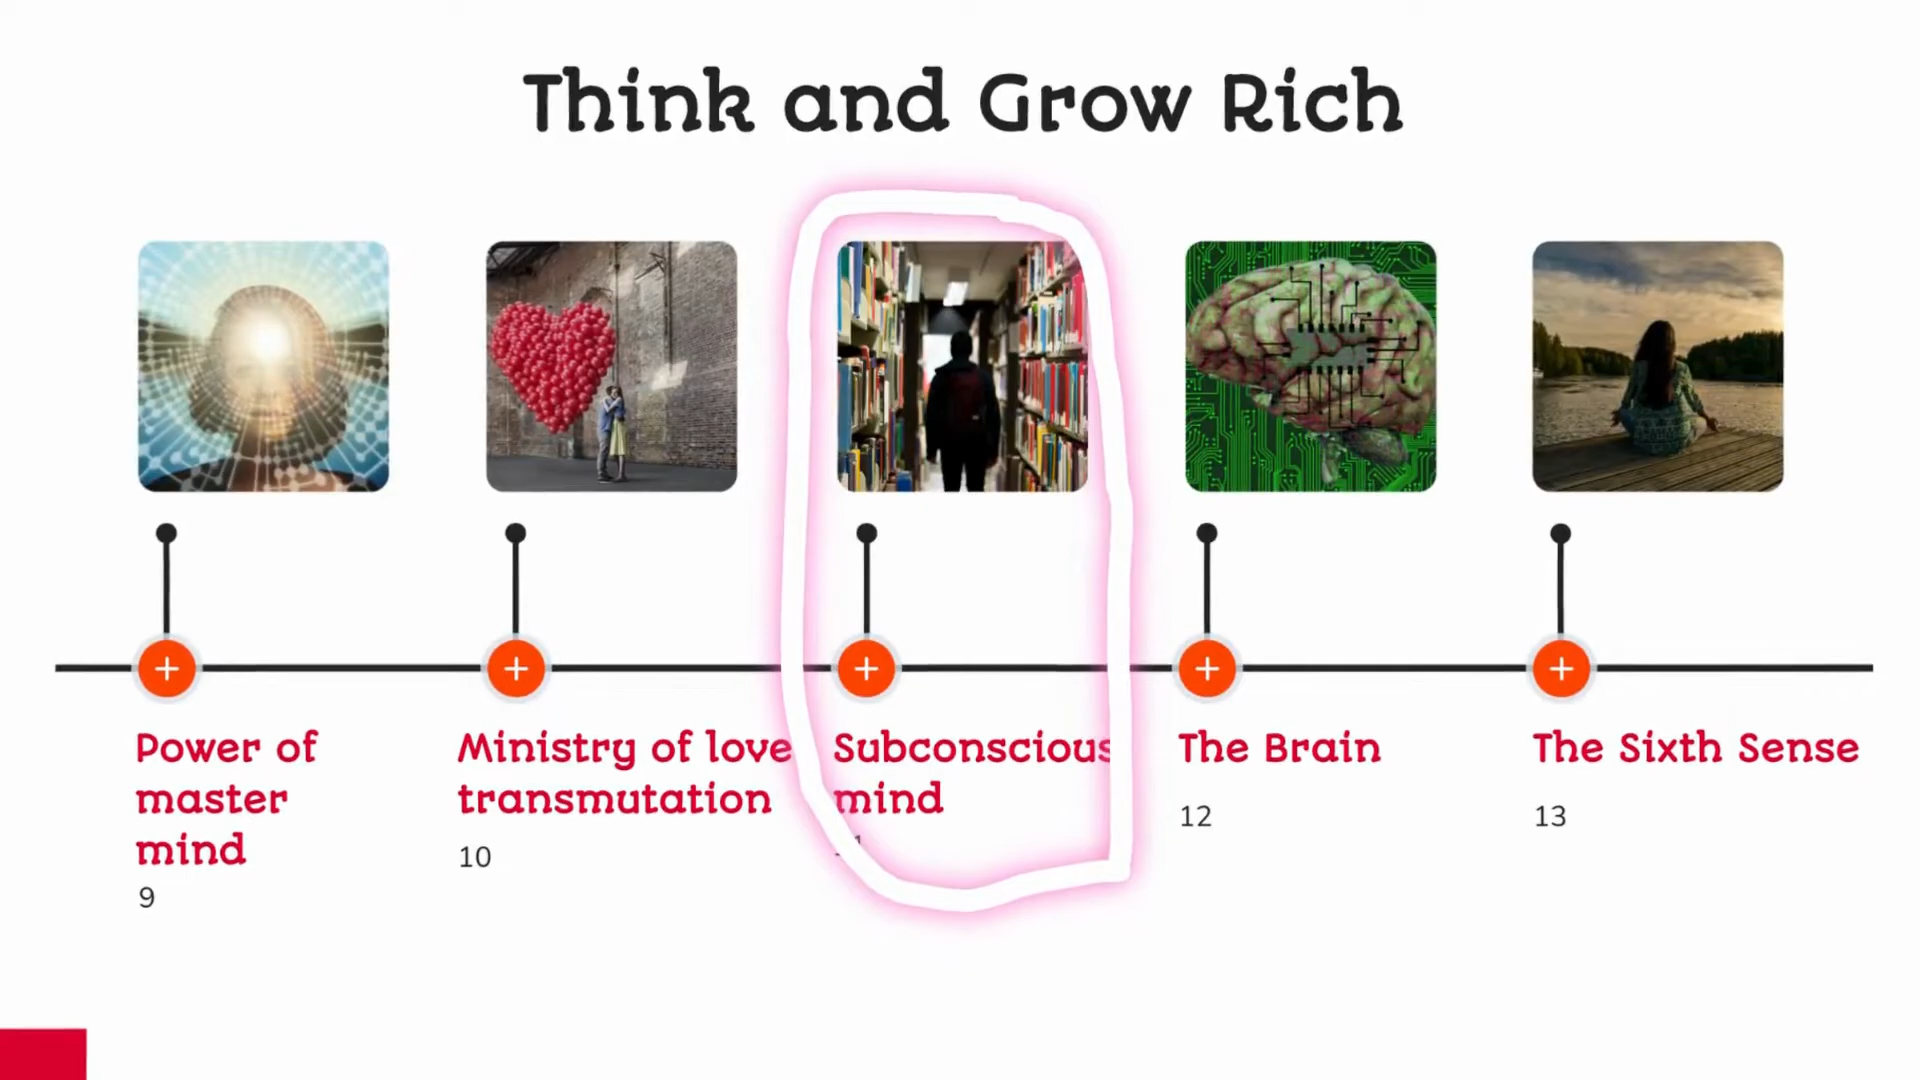 Think and Grow Rich
Power of
master
mind
9
Ministry of love
transmutation
10
Subconscious
mind
The Brain
12
The Sixth Sense
13